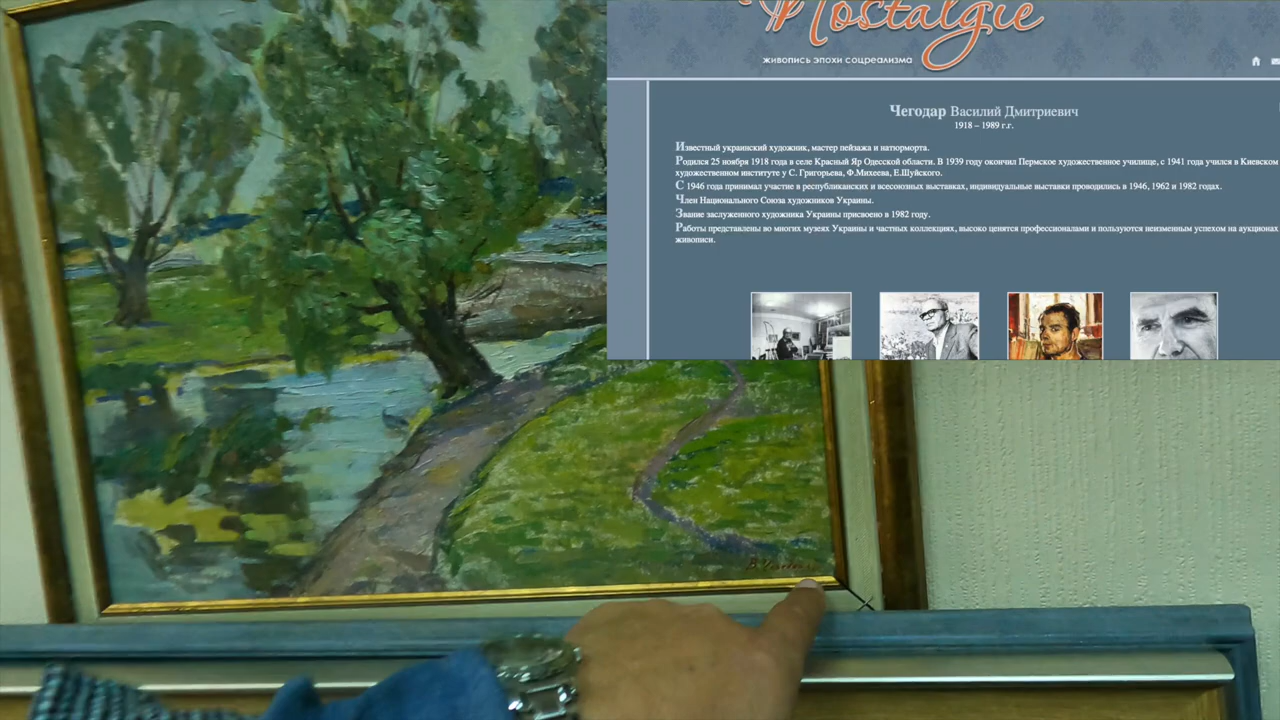 Nostalgie
живопись эпохи соцреализма
Чегодар Василий Дмитриевич
1918 – 1989 г.г.
Известный украинский художник, мастер пейзажа и натюрморта.
Родился 25 ноября 1918 года в селе Красный Яр Одесской области. В 1939 году окончил Пермское художественное училище, с 1941 года учился в Киевском
художественном институте у С. Григорьева, Ф.Михеева, Е.Шуйского.
С 1946 года принимал участие в республиканских и всесоюзных выставках, индивидуальные выставки проводились в 1946, 1962 и 1982 годах.
Член Национального Союза художников Украины.
Звание заслуженного художника Украины присвоено в 1982 году.
Работы представлены во многих музеях Украины и частных коллекциях, высоко ценятся профессионалами и пользуются неизменным успехом на аукционах
живописи.